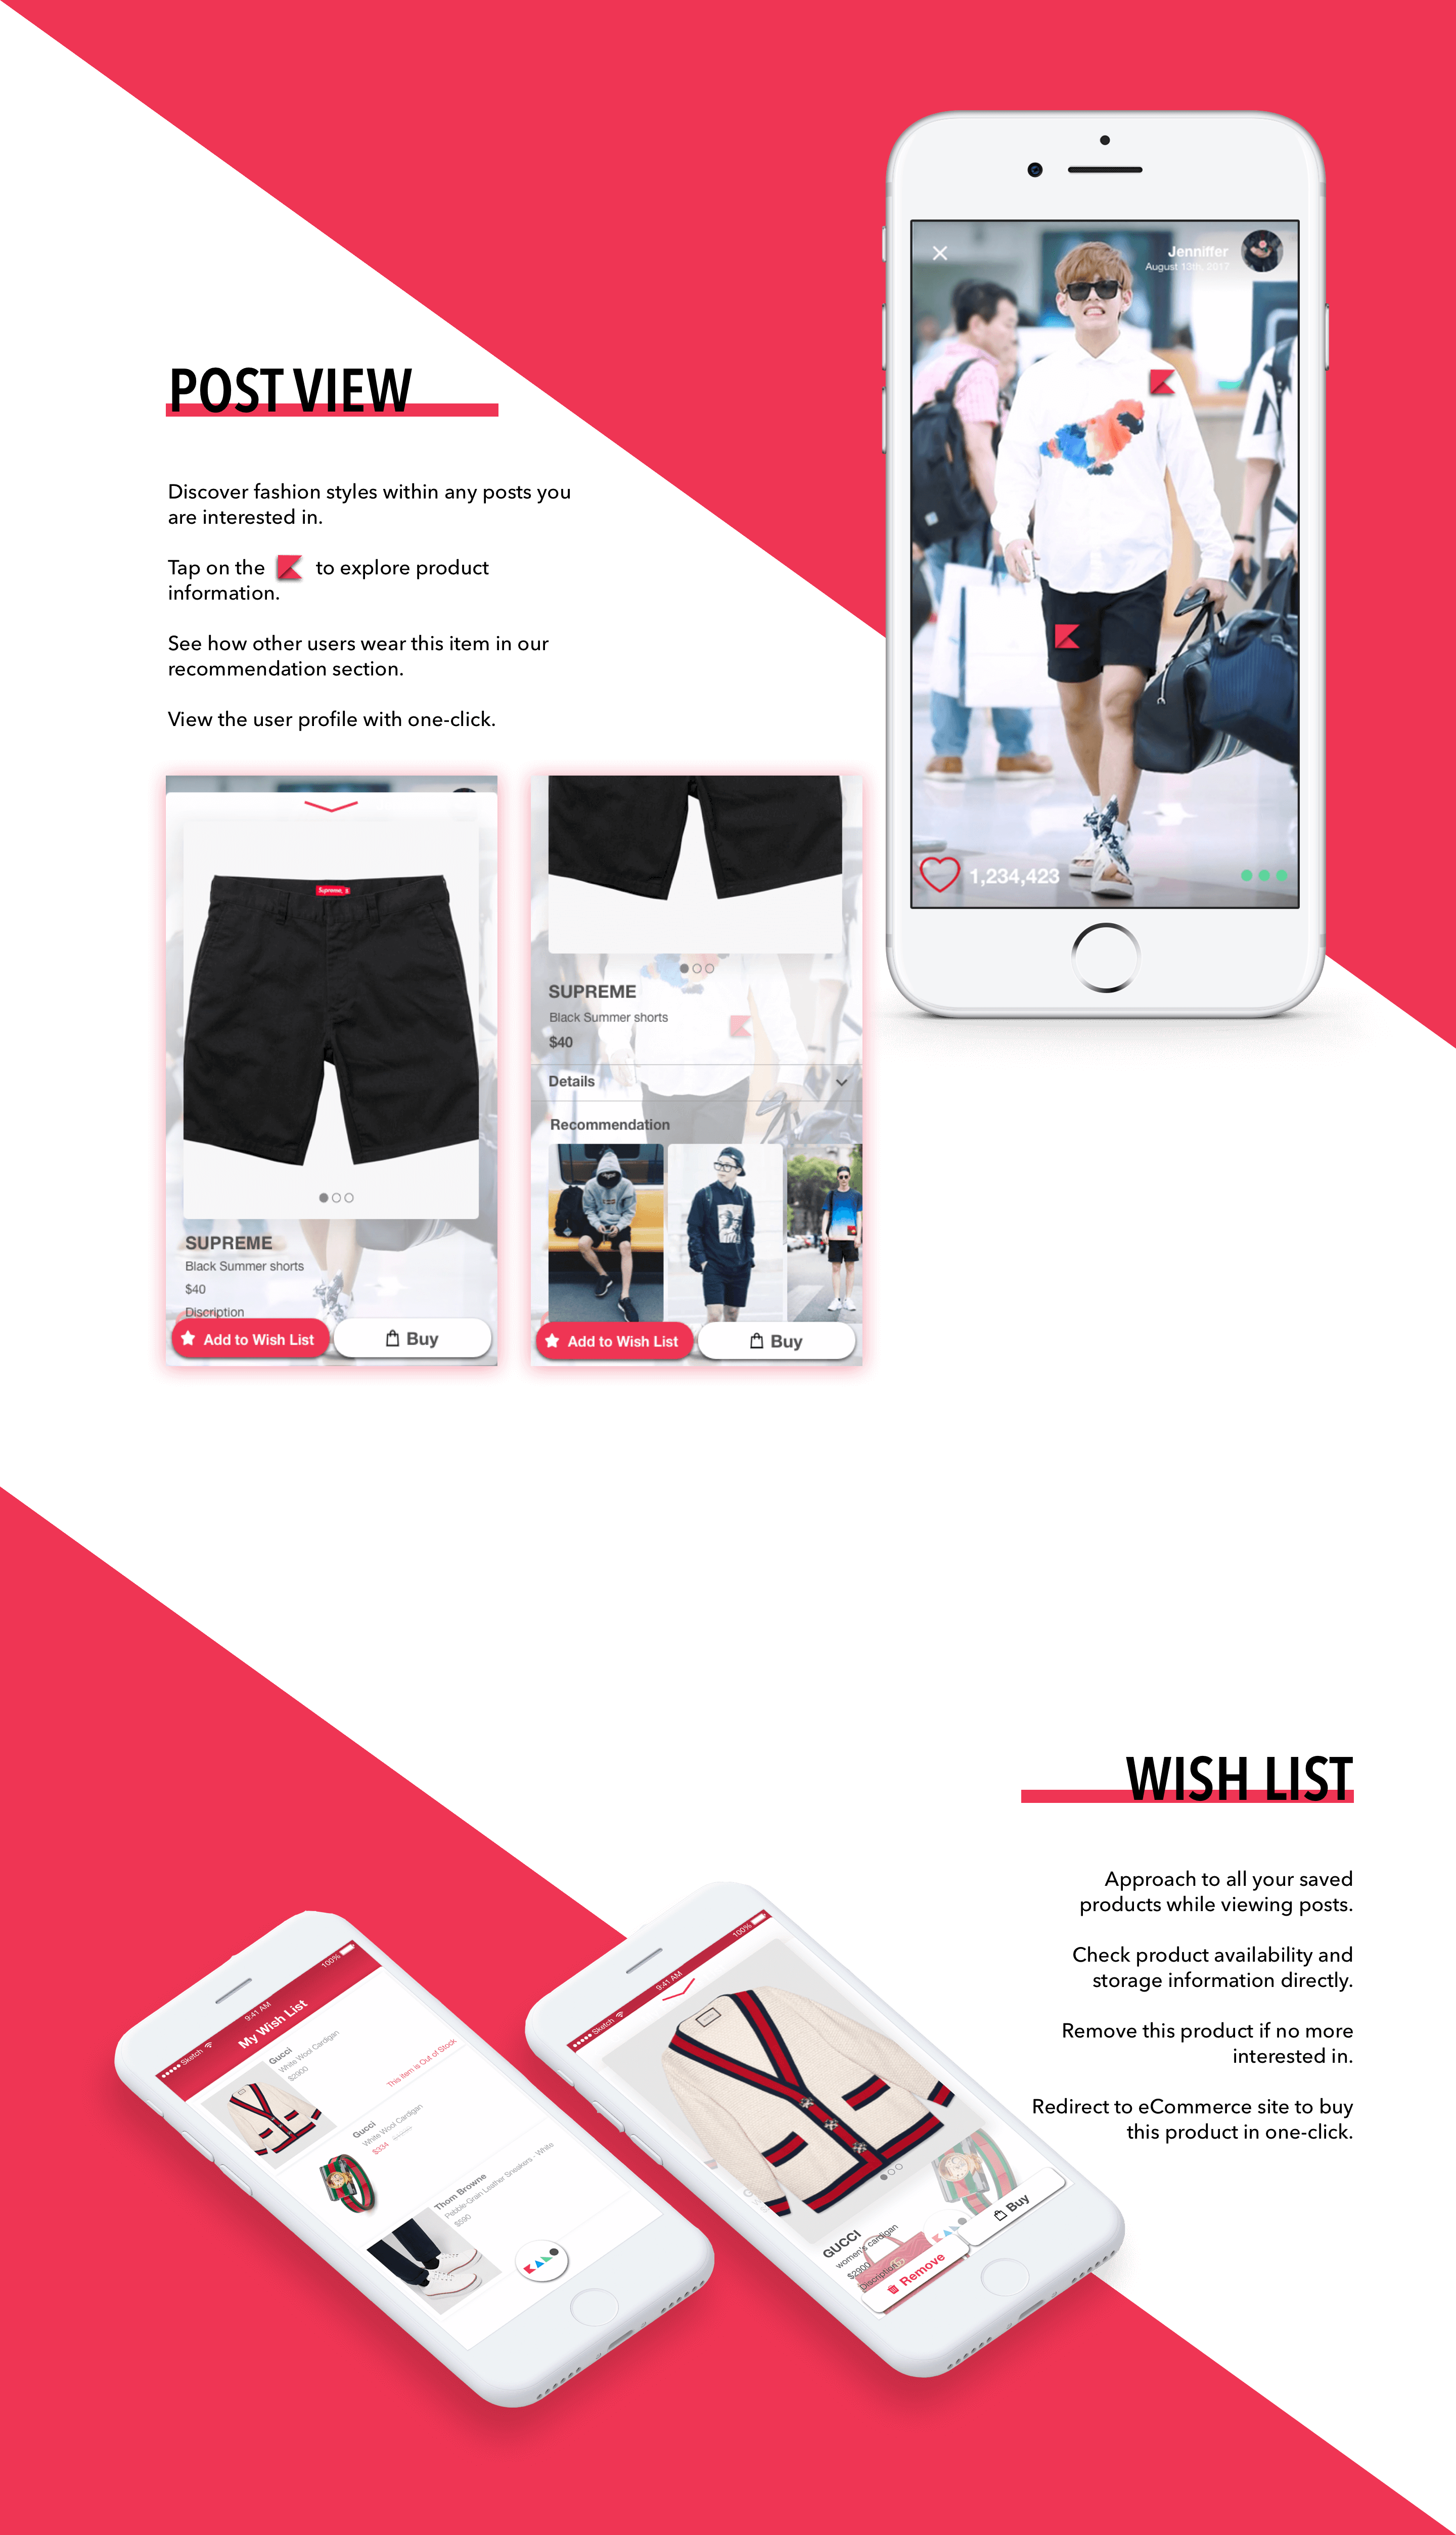 Jenniffer
August 13th, 2017
POST VIEW
Discover fashion styles within any posts you
are interested in.
Tap on the to explore product
information.
See how other users wear this item in our
recommendation section.
View the user profile with one-click.
1,234,423
Supreme
SUPREME
Black Summer shorts
$40
Discription
Add to Wish List
Buy
SUPREME
Black Summer shorts
$40
Details
Recommendation
Add to Wish List
Buy
WISH LIST
Approach to all your saved
products while viewing posts.
Check product availability and
storage information directly.
Remove this product if no more
interested in.
Redirect to eCommerce site to buy
this product in one-click.
Sketch 9:41 AM 100%
My Wish List
Gucci
White Wool Cardigan
$2900
This item is Out of Stock
Gucci
White Wool Cardigan
$334
Thom Browne
Pebble Grain Leather Sneakers - White
$590
Sketch 9:41 AM 100%
GUCCI
women's cardigan
$2900
Discription
Remove
Buy